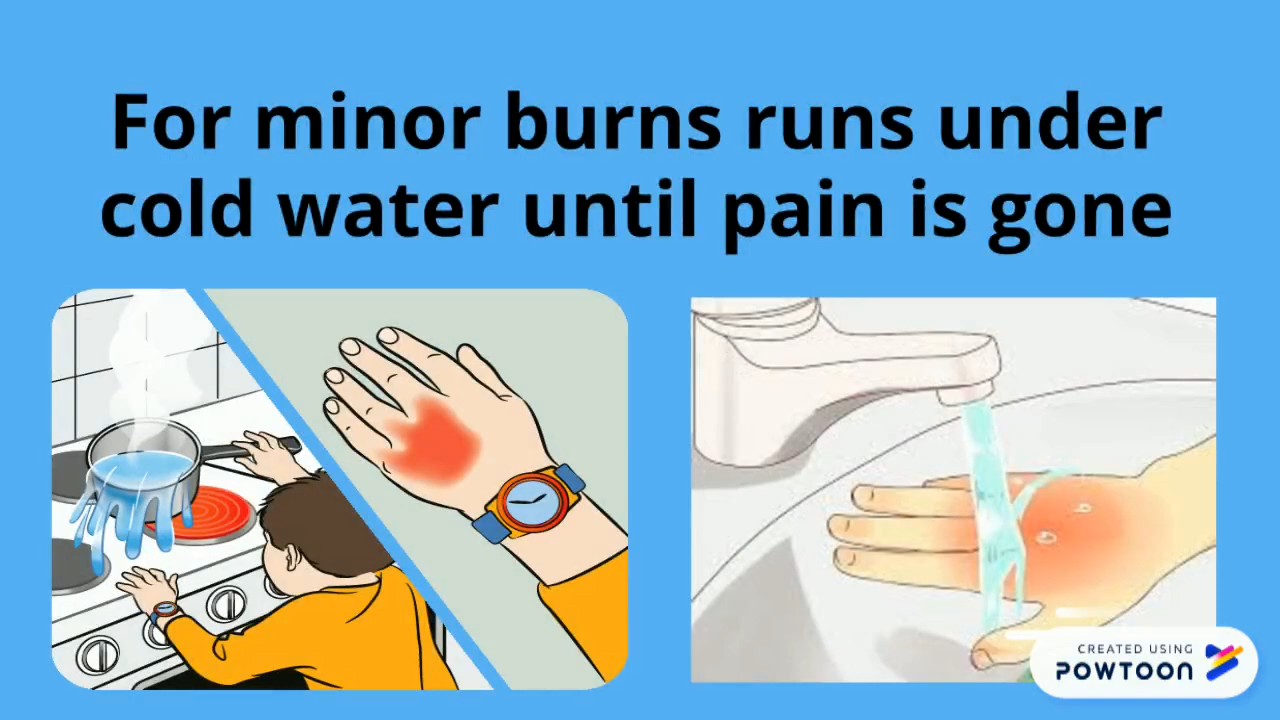 For minor burns runs under
cold water until pain is gone
CREATED USING
POWTOON